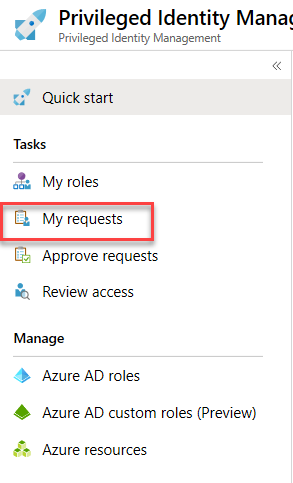 Privileged Identity Mana
Privileged Identity Management
Quick start
Tasks
My roles
My requests
Approve requests
Review access
Manage
Azure AD roles
Azure AD custom roles (Preview)
Azure resources